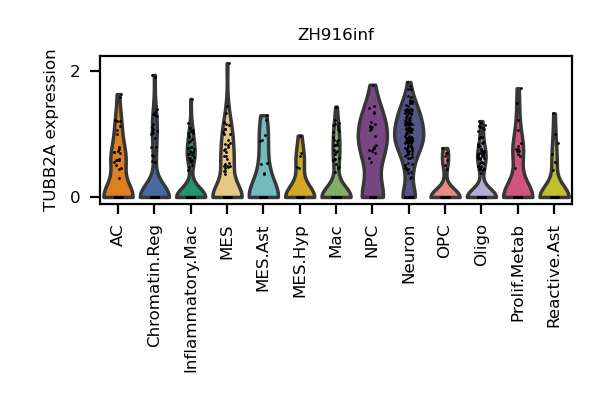 ZH916inf
TUBB2A expression
2
0
AC
Chromatin.Reg
Inflammatory.Mac
MES
MES.Ast
MES.Hyp
Mac
NPC
Neuron
OPC
Oligo
Prolif.Metab
Reactive.Ast